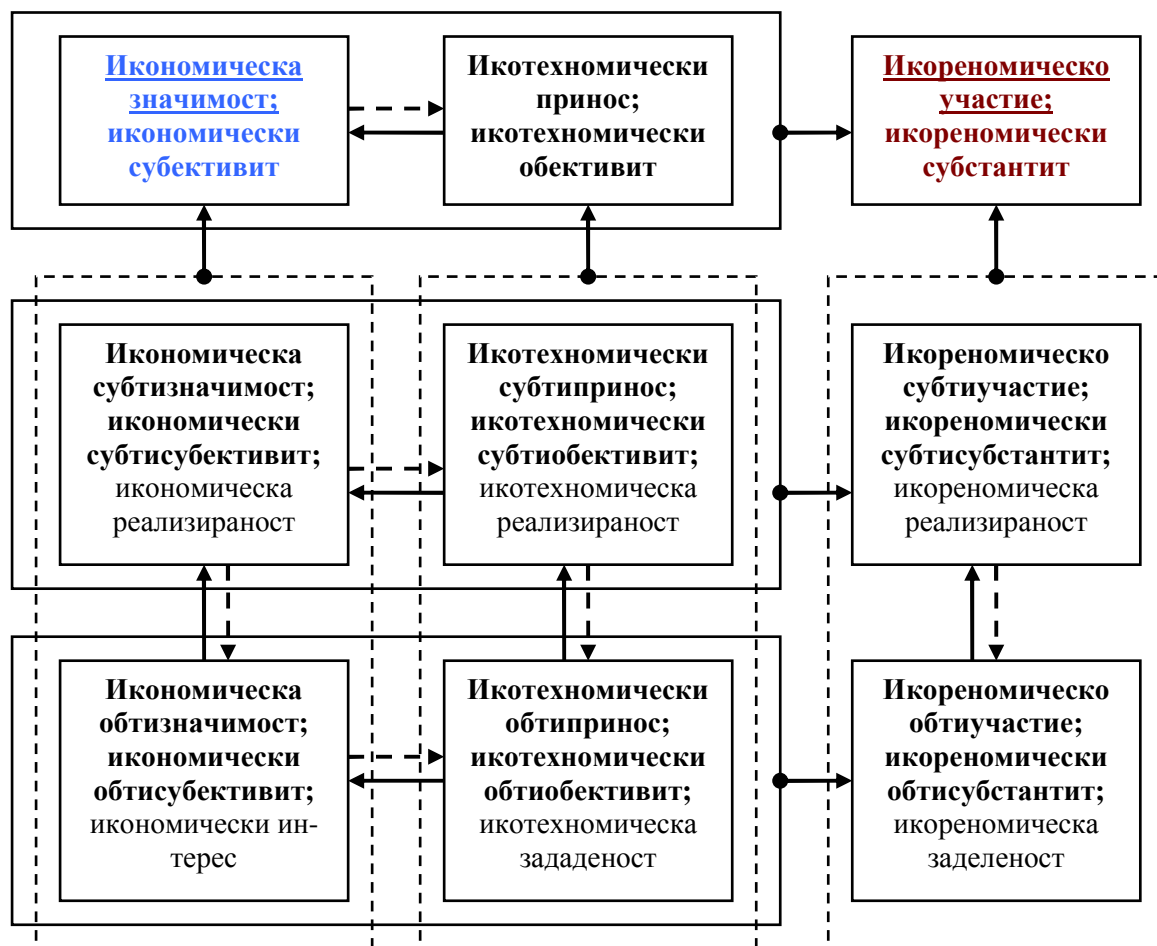 Икономическа
значимост;
икономически
субективит
Икотехномически
принос;
икотехномически
обективит
Икореномическо
участие;
икореномически
субстантит
Икономическа
субтизначимост;
икономически
субтисубективит;
икономическа
реализираност
Икотехномически
субтипринос;
икотехномически
субтиобективит;
икотехномическа
реализираност
Икореномическо
субтиучастие;
икореномически
субтисубстантит;
икореномическа
реализираност
Икономическа
обтизначимост;
икономически
обтисубективит;
икономически ин-
терес
Икотехномически
обтипринос;
икотехномически
обтиобективит;
икотехномическа
зададеност
Икореномическо
обтиучастие;
икореномически
обтисубстантит;
икореномическа
заделеност